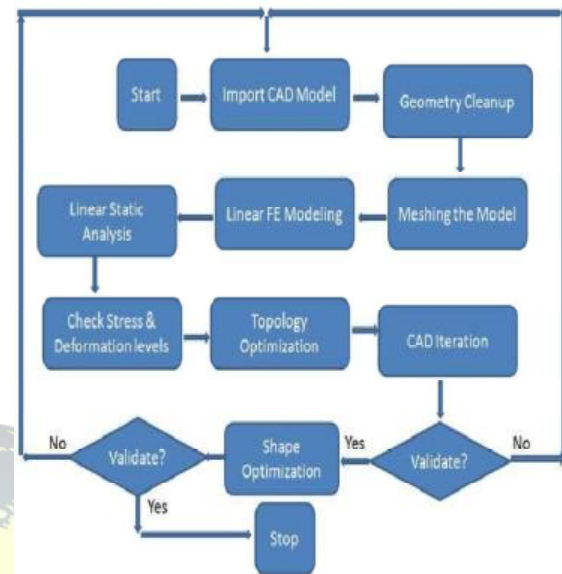 Start
Import CAD Model
Geometry Cleanup
Meshing the Model
Linear FE Modeling
Linear Static
Analysis
Check Stress &
Deformation levels
Topology
Optimization
CAD Iteration
Validate?
No
Yes
Shape
Optimization
Validate?
No
Yes
Stop